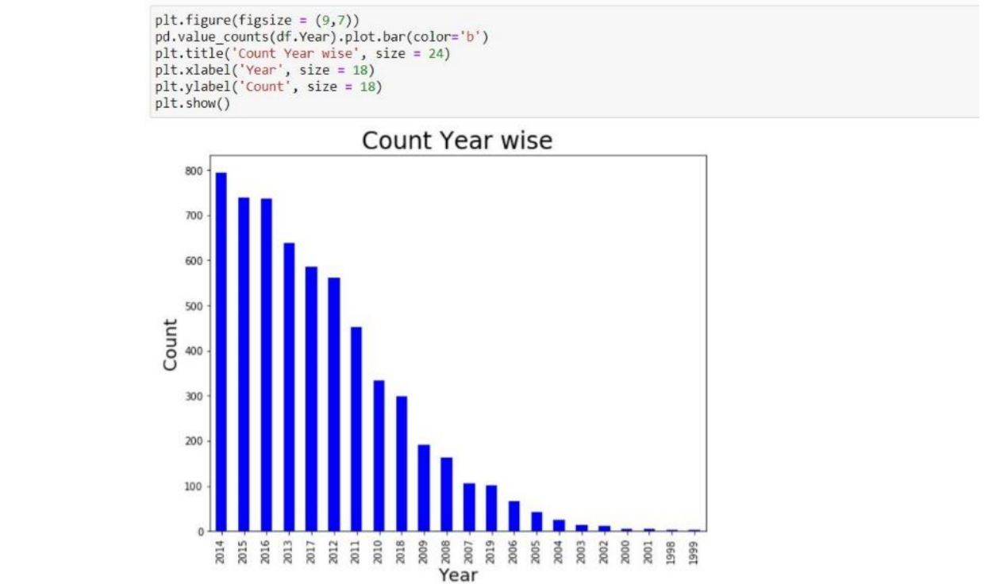 plt.figure(figsize = (9,7))
pd.value_counts(df.Year).plot.bar(color='b')
plt.title('Count Year wise', size = 24)
plt.xlabel('Year', size = 18)
plt.ylabel('Count', size = 18)
plt.show()
Count Year wise
800
700
600
500
400
300
200
100
0
Count
2014 2015 2016 2013 2017 2012 2011 2010 2018 2009 2008 2007 2019 2006 2005 2004 2003 2002 2000 2001 1998 1999
Year